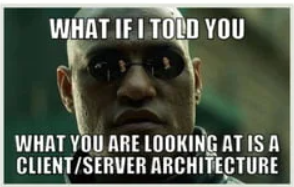 WHAT IF I TOLD YOU
WHAT YOU ARE LOOKING AT IS A
CLIENT/SERVER ARCHITECTURE